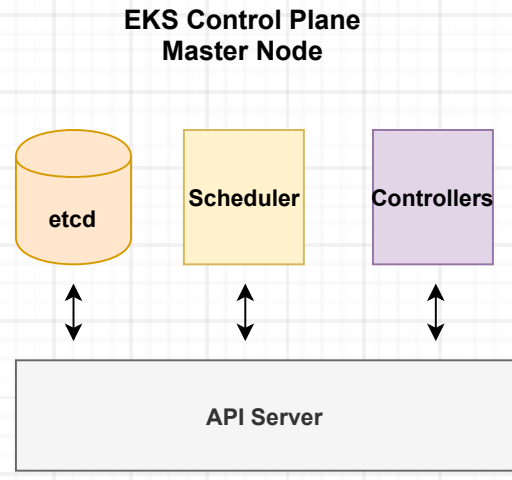 EKS Control Plane
Master Node
etcd
Scheduler
Controllers
API Server